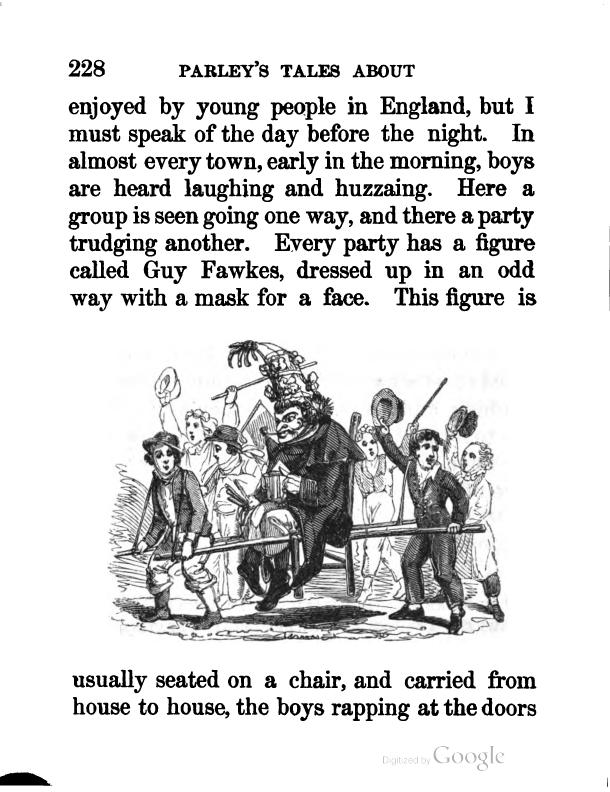 228 PARLEY'S TALES ABOUT
enjoyed by young people in England, but I
must speak of the day before the night. In
almost every town, early in the morning, boys
are heard laughing and huzzaing. Here a
group is seen going one way, and there a party
trudging another. Every party has a figure
called Guy Fawkes, dressed up in an odd
way with a mask for a face. This figure is
usually seated on a chair, and carried from
house to house, the boys rapping at the doors
Digitized by Google